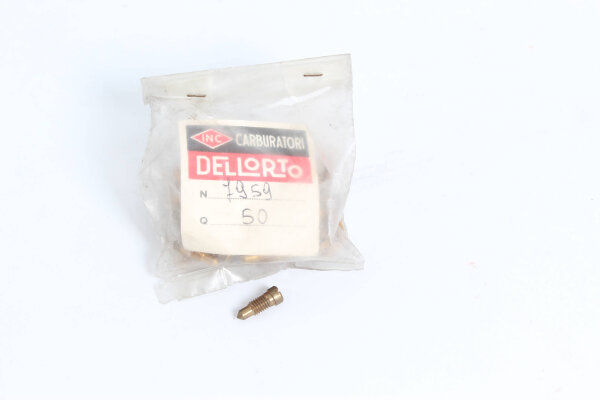 INC CARBURATORI
DELLORTO
N 7959
Q 50